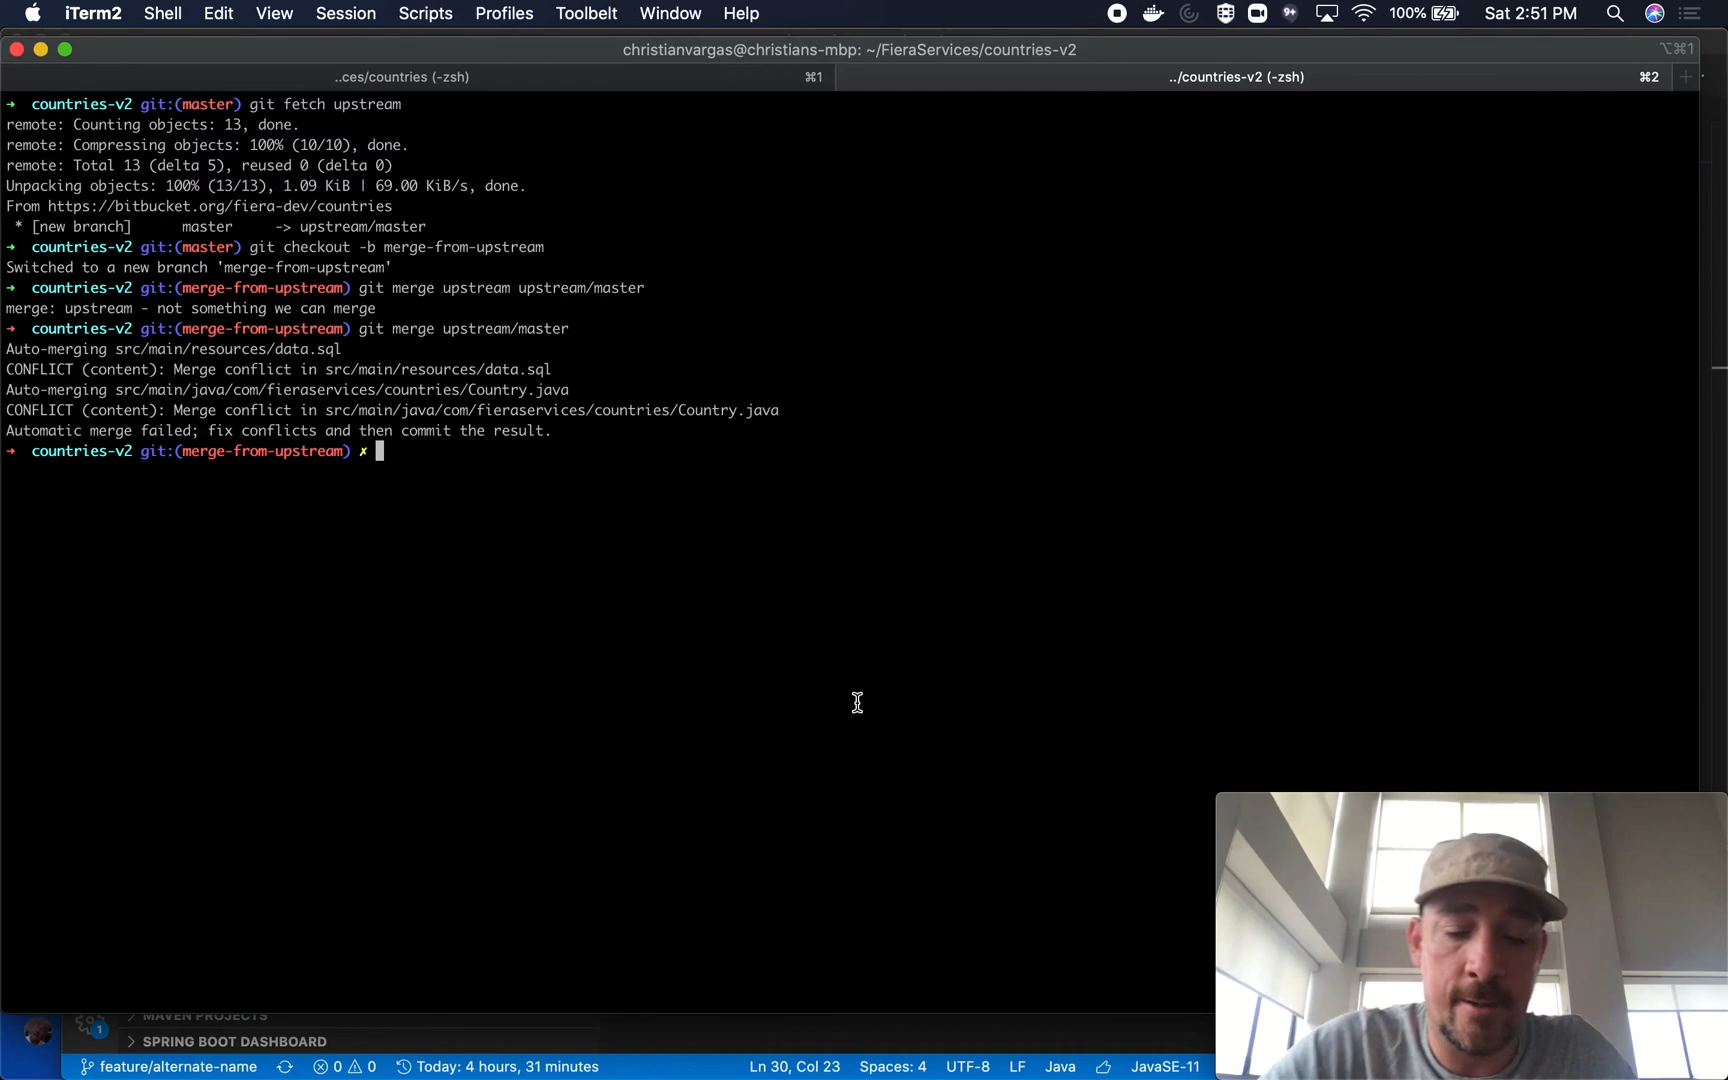 iTerm2 Shell Edit View Session Scripts Profiles Toolbelt Window Help 9+ 100% Sat 2:51 PM
christianvargas@christians-mbp: ~/FieraServices/countries-v2 ⌥⌘1
..ces/countries (-zsh) ⌘1 ../countries-v2 (-zsh) ⌘2 +
➜ countries-v2 git:(master) git fetch upstream
remote: Counting objects: 13, done.
remote: Compressing objects: 100% (10/10), done.
remote: Total 13 (delta 5), reused 0 (delta 0)
Unpacking objects: 100% (13/13), 1.09 KiB | 69.00 KiB/s, done.
From https://bitbucket.org/fiera-dev/countries
* [new branch] master -> upstream/master
➜ countries-v2 git:(master) git checkout -b merge-from-upstream
Switched to a new branch 'merge-from-upstream'
➜ countries-v2 git:(merge-from-upstream) git merge upstream upstream/master
merge: upstream - not something we can merge
➜ countries-v2 git:(merge-from-upstream) git merge upstream/master
Auto-merging src/main/resources/data.sql
CONFLICT (content): Merge conflict in src/main/resources/data.sql
Auto-merging src/main/java/com/fieraservices/countries/Country.java
CONFLICT (content): Merge conflict in src/main/java/com/fieraservices/countries/Country.java
Automatic merge failed; fix conflicts and then commit the result.
➜ countries-v2 git:(merge-from-upstream) ✗
MAVEN PROJECTS
1
SPRING BOOT DASHBOARD
feature/alternate-name 0 0 Today: 4 hours, 31 minutes Ln 30, Col 23 Spaces: 4 UTF-8 LF Java JavaSE-11